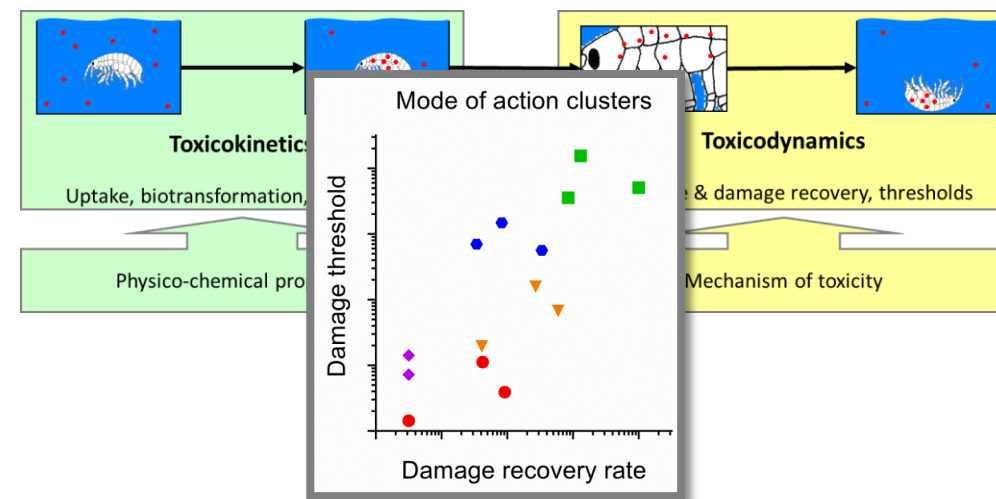 Toxicokinetics
Uptake, biotransformation,
Physico-chemical
Mode of action clusters
Damage threshold
Damage recovery rate
Toxicodynamics
& damage recovery, thresholds
Mechanism of toxicity